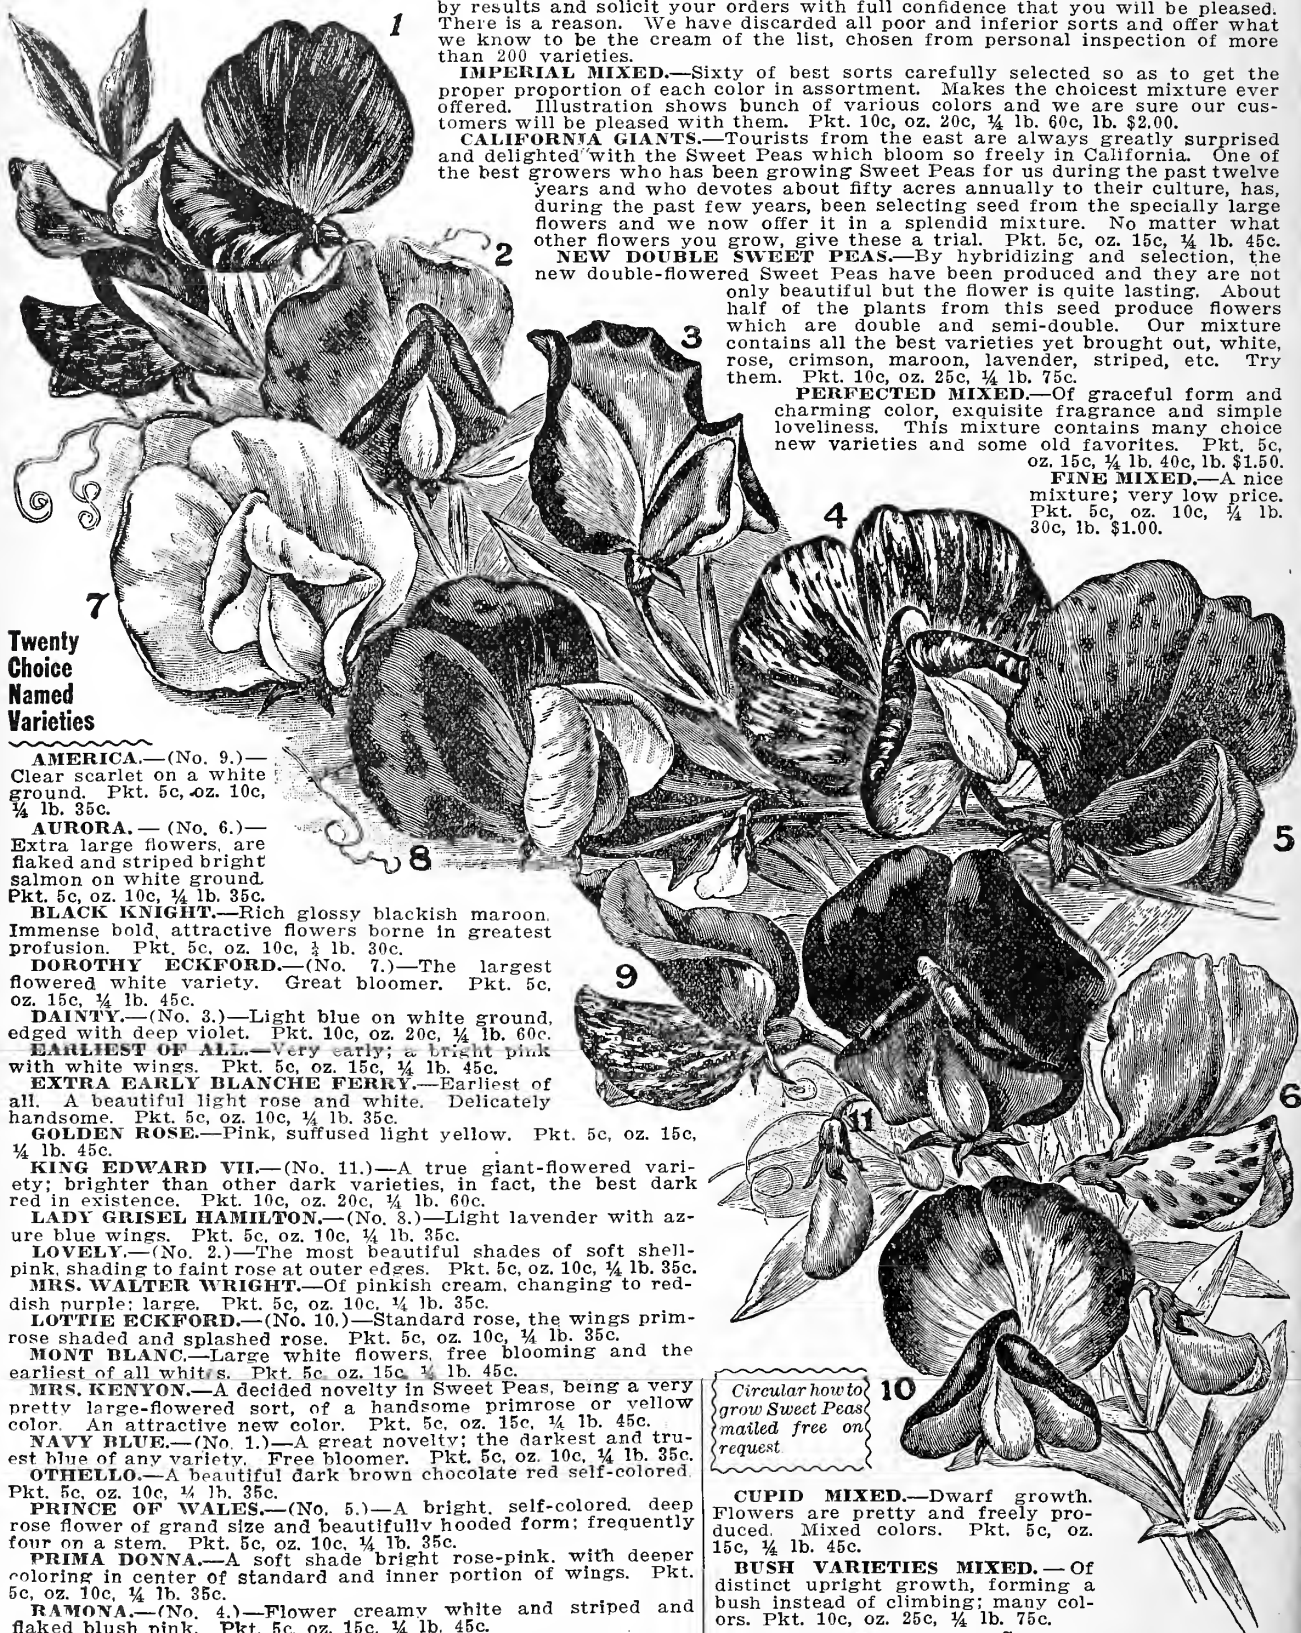 by results and solicit your orders with full confidence that you will be pleased.
There is a reason. We have discarded all poor and inferior sorts and offer what
we know to be the cream of the list, chosen from personal inspection of more
than 200 varieties.
IMPERIAL MIXED.—Sixty of best sorts carefully selected so as to get the
proper proportion of each color in assortment. Makes the choicest mixture ever
offered. Illustration shows bunch of various colors and we are sure our cus-
tomers will be pleased with them. Pkt. 10c, oz. 20c, ¼ lb. 60c, lb. $2.00.
CALIFORNIA GIANTS.—Tourists from the east are always greatly surprised
and delighted with the Sweet Peas which bloom so freely in California. One of
the best growers who has been growing Sweet Peas for us during the past twelve
years and who devotes about fifty acres annually to their culture, has,
during the past few years, been selecting seed from the specially large
flowers and we now offer it in a splendid mixture. No matter what
other flowers you grow, give these a trial. Pkt. 5c, oz. 15c, ¼ lb. 45c.
NEW DOUBLE SWEET PEAS.—By hybridizing and selection, the
new double-flowered Sweet Peas have been produced and they are not
only beautiful but the flower is quite lasting. About
half of the plants from this seed produce flowers
which are double and semi-double. Our mixture
contains all the best varieties yet brought out, white,
rose, crimson, maroon, lavender, striped, etc. Try
them. Pkt. 10c, oz. 25c, ¼ lb. 75c.
PERFECTED MIXED.—Of graceful form and
charming color, exquisite fragrance and simple
loveliness. This mixture contains many choice
new varieties and some old favorites. Pkt. 5c,
oz. 15c, ¼ lb. 40c, lb. $1.50.
FINE MIXED.—A nice
mixture; very low price.
Pkt. 5c, oz. 10c, ¼ lb.
30c, lb. $1.00.
1
2
3
4
5
6
7
8
9
11
10
Twenty
Choice
Named
Varieties
AMERICA.—(No. 9.)—
Clear scarlet on a white
ground. Pkt. 5c, oz. 10c,
¼ lb. 35c.
AURORA.—(No. 6.)—
Extra large flowers, are
flaked and striped bright
salmon on white ground.
Pkt. 5c, oz. 10c, ¼ lb. 35c.
BLACK KNIGHT.—Rich glossy blackish maroon.
Immense bold, attractive flowers borne in greatest
profusion. Pkt. 5c, oz. 10c, ¼ lb. 30c.
DOROTHY ECKFORD.—(No. 7.)—The largest
flowered white variety. Great bloomer. Pkt. 5c,
oz. 15c, ¼ lb. 45c.
DAINTY.—(No. 3.)—Light blue on white ground,
edged with deep violet. Pkt. 10c, oz. 20c, ¼ lb. 60c.
EARLIEST OF ALL.—Very early; a bright pink
with white wings. Pkt. 5c, oz. 15c, ¼ lb. 45c.
EXTRA EARLY BLANCHE FERRY.—Earliest of
all. A beautiful light rose and white. Delicately
handsome. Pkt. 5c, oz. 10c, ¼ lb. 35c.
GOLDEN ROSE.—Pink, suffused light yellow. Pkt. 5c, oz. 15c,
¼ lb. 45c.
KING EDWARD VII.—(No. 11.)—A true giant-flowered vari-
ety; brighter than other dark varieties, in fact, the best dark
red in existence. Pkt. 10c, oz. 20c, ¼ lb. 60c.
LADY GRISEL HAMILTON.—(No. 8.)—Light lavender with az-
ure blue wings. Pkt. 5c, oz. 10c, ¼ lb. 35c.
LOVELY.—(No. 2.)—The most beautiful shades of soft shell-
pink, shading to faint rose at outer edges. Pkt. 5c, oz. 10c, ¼ lb. 35c.
MRS. WALTER WRIGHT.—Of pinkish cream, changing to red-
dish purple; large. Pkt. 5c, oz. 10c, ¼ lb. 35c.
LOTTIE ECKFORD.—(No. 10.)—Standard rose, the wings prim-
rose shaded and splashed rose. Pkt. 5c, oz. 10c, ¼ lb. 35c.
MONT BLANC.—Large white flowers, free blooming and the
earliest of all whites. Pkt. 5c, oz. 15c, ¼ lb. 45c.
MRS. KENYON.—A decided novelty in Sweet Peas, being a very
pretty large-flowered sort, of a handsome primrose or yellow
color. An attractive new color. Pkt. 5c, oz. 15c, ¼ lb. 45c.
NAVY BLUE.—(No. 1.)—A great novelty; the darkest and tru-
est blue of any variety. Free bloomer. Pkt. 5c, oz. 10c, ¼ lb. 35c.
OTHELLO.—A beautiful dark brown chocolate red self-colored.
Pkt. 5c, oz. 10c, ¼ lb. 35c.
PRINCE OF WALES.—(No. 5.)—A bright, self-colored, deep
rose flower of grand size and beautifully hooded form; frequently
four on a stem. Pkt. 5c, oz. 10c, ¼ lb. 35c.
PRIMA DONNA.—A soft shade bright rose-pink, with deeper
coloring in center of standard and inner portion of wings. Pkt.
5c, oz. 10c, ¼ lb. 35c.
RAMONA.—(No. 4.)—Flower creamy white and striped and
flaked blush pink. Pkt. 5c, oz. 15c, ¼ lb. 45c.
Circular how to
grow Sweet Peas
mailed free on
request
CUPID MIXED.—Dwarf growth.
Flowers are pretty and freely pro-
duced. Mixed colors. Pkt. 5c, oz.
15c, ¼ lb. 45c.
BUSH VARIETIES MIXED.—Of
distinct upright growth, forming a
bush instead of climbing; many col-
ors. Pkt. 10c, oz. 25c, ¼ lb. 75c.